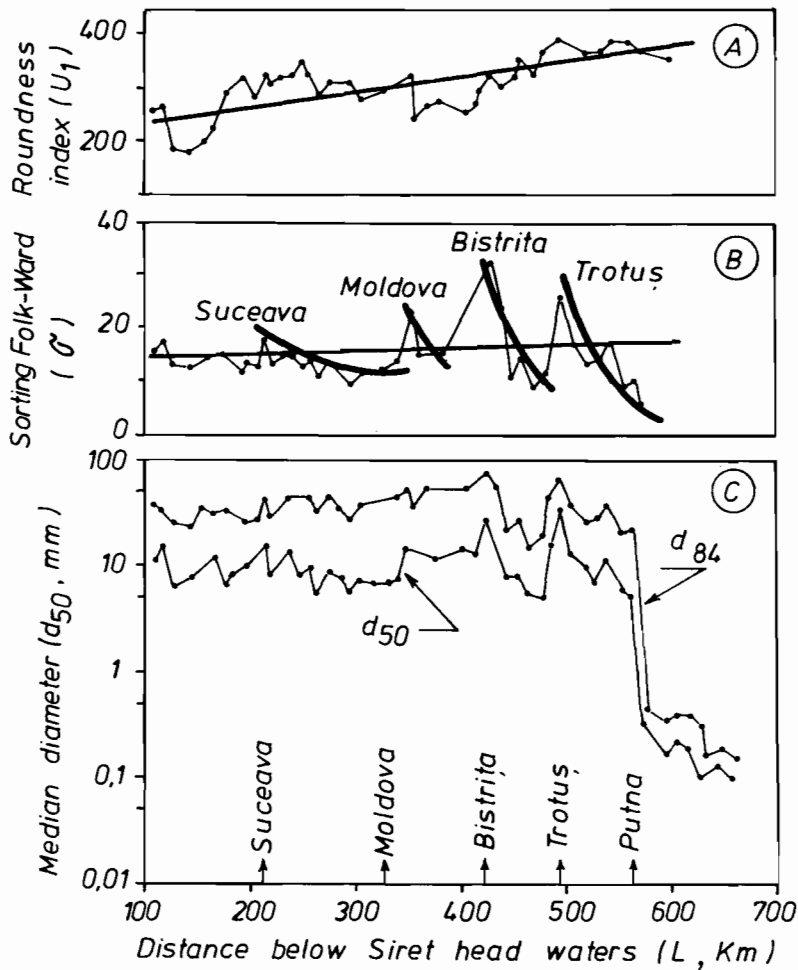 400
200
Roundness
index (U1)
A
40
20
0
Sorting Folk-Ward
(σ)
B
Suceava
Moldova
Bistrita
Trotuș
100
10
1
0,1
0,01
Median diameter (d50, mm)
C
d84
d50
Suceava
Moldova
Bistrița
Trotuș
Putna
100 200 300 400 500 600 700
Distance below Siret head waters (L, Km)